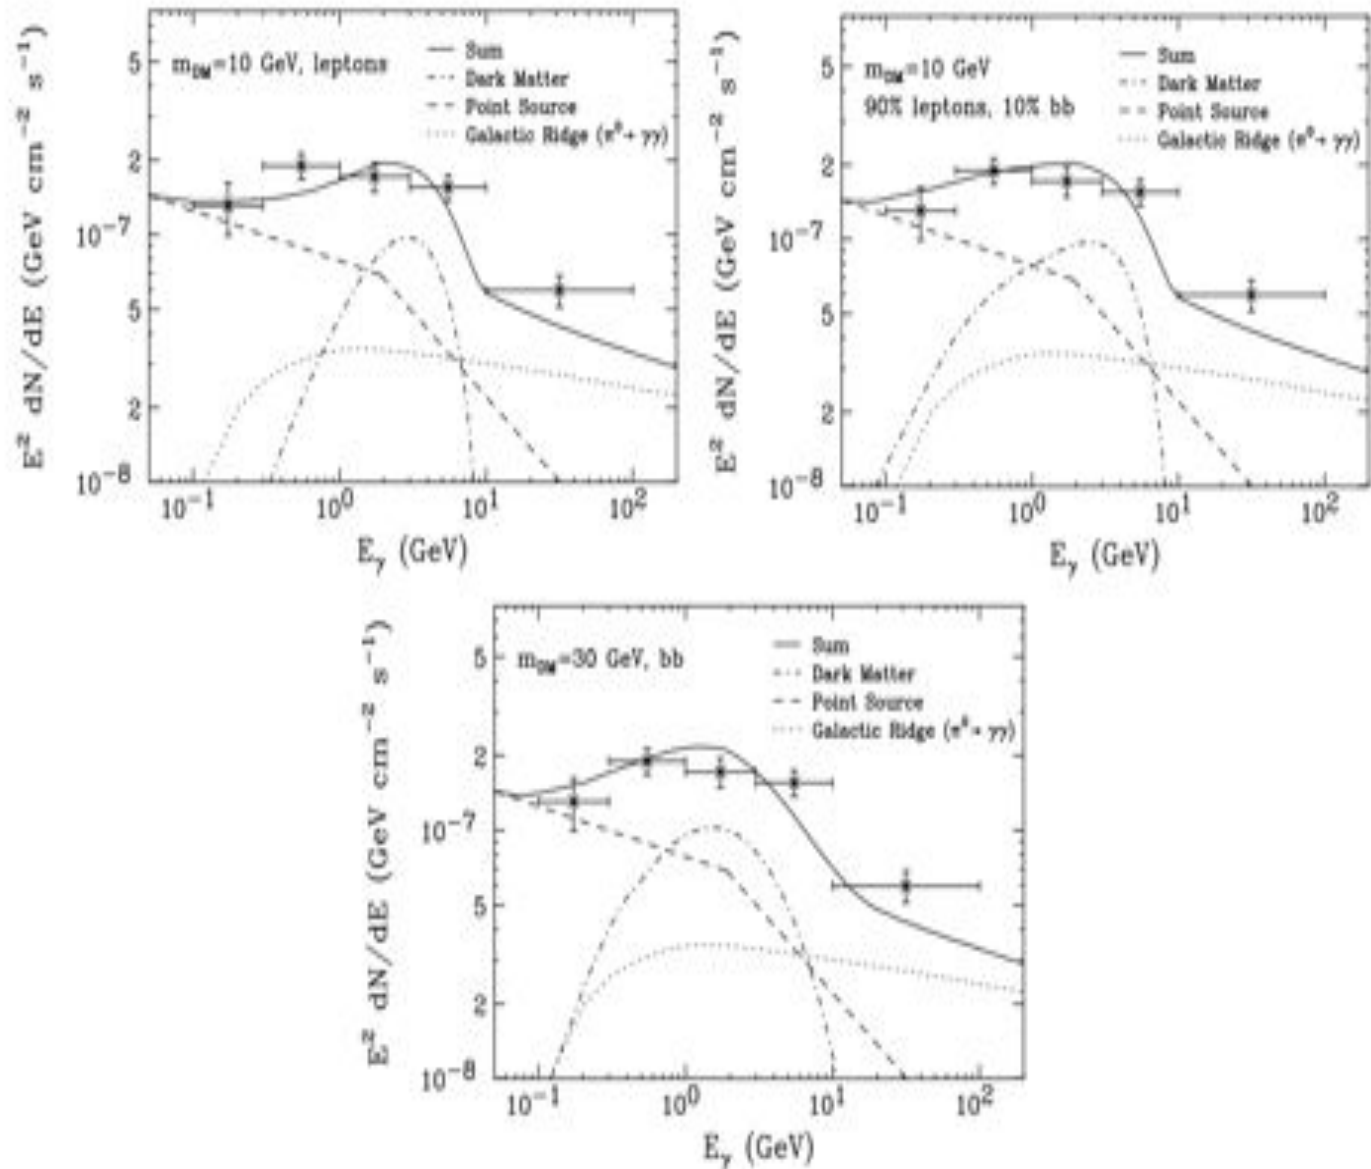 E² dN/dE (GeV cm⁻² s⁻¹)
m_DM=10 GeV, leptons
Sum
Dark Matter
Point Source
Galactic Ridge (π⁰→ γγ)
5
2
10⁻⁷
5
2
10⁻⁸
10⁻¹
10⁰
10¹
10²
E_γ (GeV)
E² dN/dE (GeV cm⁻² s⁻¹)
m_DM=10 GeV
90% leptons, 10% bb
Sum
Dark Matter
Point Source
Galactic Ridge (π⁰→ γγ)
5
2
10⁻⁷
5
2
10⁻⁸
10⁻¹
10⁰
10¹
10²
E_γ (GeV)
E² dN/dE (GeV cm⁻² s⁻¹)
m_DM=30 GeV, bb
Sum
Dark Matter
Point Source
Galactic Ridge (π⁰→ γγ)
5
2
10⁻⁷
5
2
10⁻⁸
10⁻¹
10⁰
10¹
10²
E_γ (GeV)